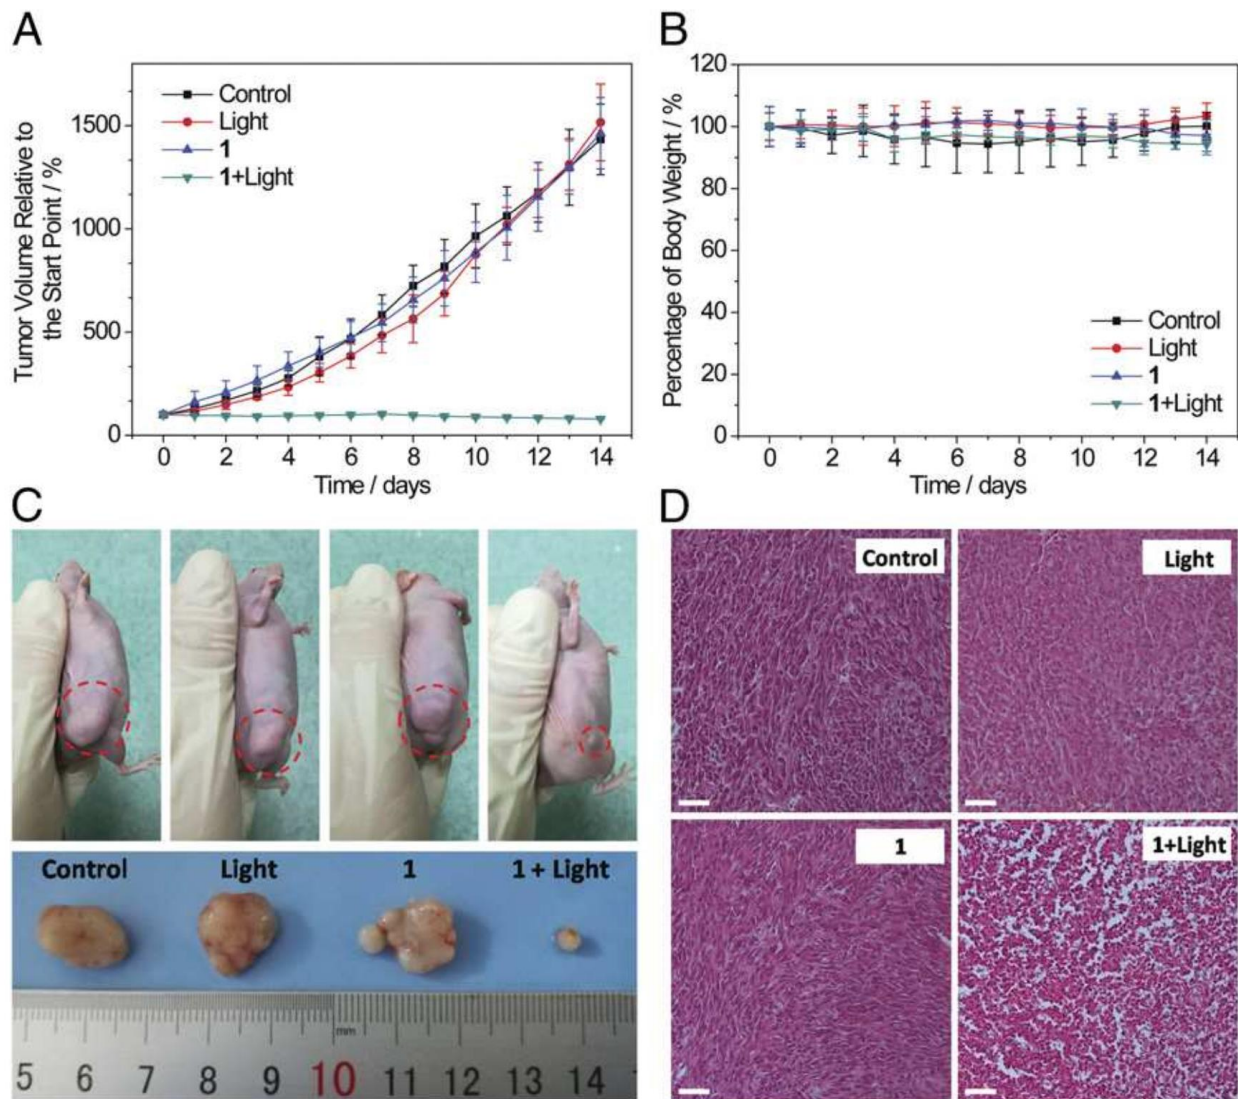 A
Tumor Volume Relative to
the Start Point / %
1500
1000
500
0
Control
Light
1
1+Light
0 2 4 6 8 10 12 14
Time / days
B
Percentage of Body Weight / %
120
100
80
60
40
20
0
Control
Light
1
1+Light
0 2 4 6 8 10 12 14
Time / days
C
Control Light 1 1 + Light
mm
5 6 7 8 9 10 11 12 13 14
D
Control
Light
1
1+Light